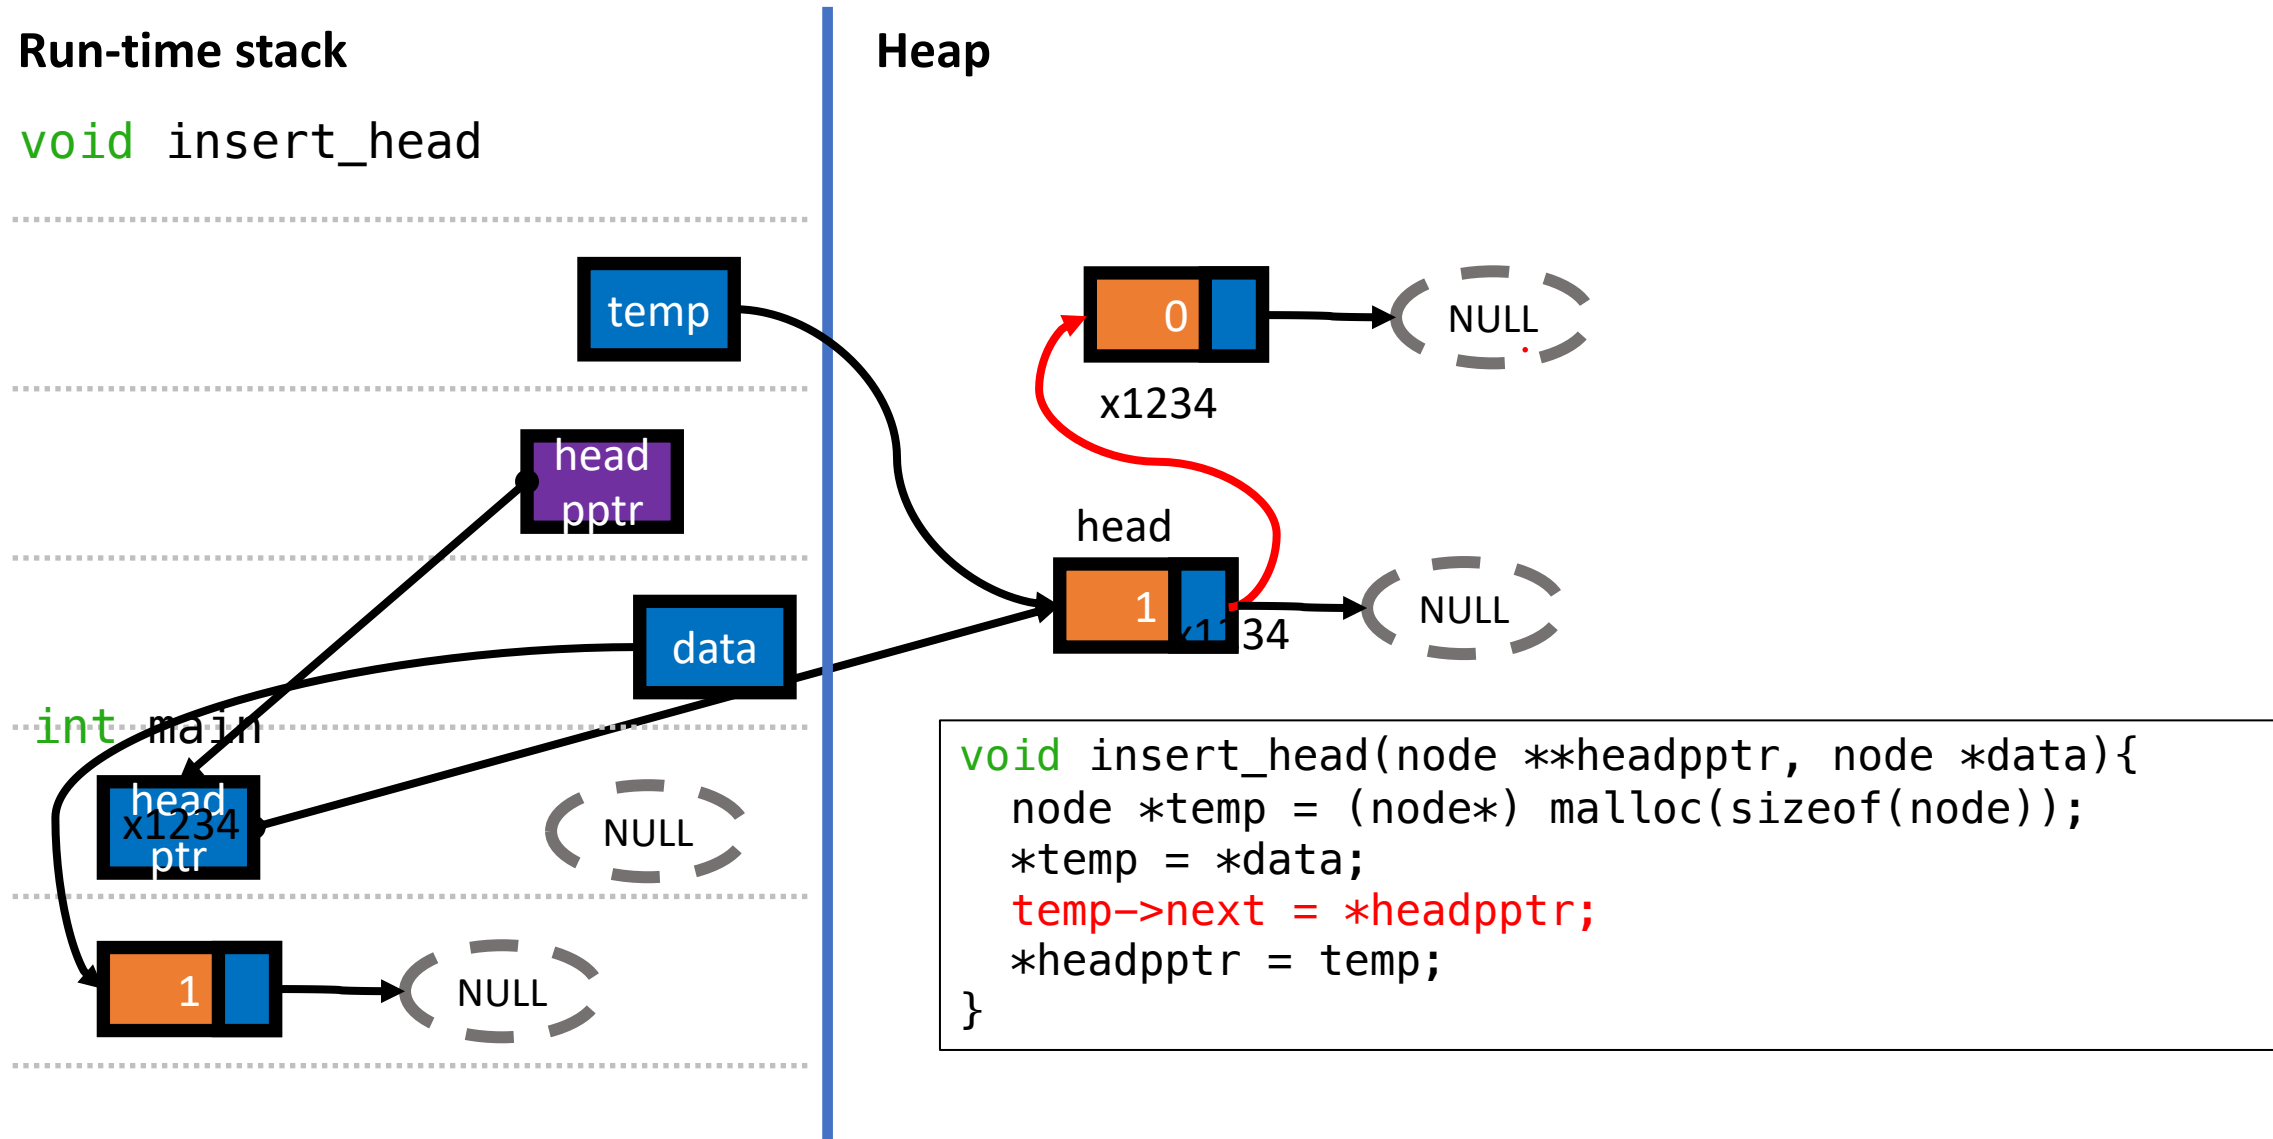 Run-time stack
Heap
void insert_head
temp
0
NULL
x1234
head
pptr
head
1
NULL
x1234
data
int main
head
x1234
ptr
NULL
1
NULL
void insert_head(node **headpptr, node *data){
node *temp = (node*) malloc(sizeof(node));
*temp = *data;
temp->next = *headpptr;
*headpptr = temp;
}